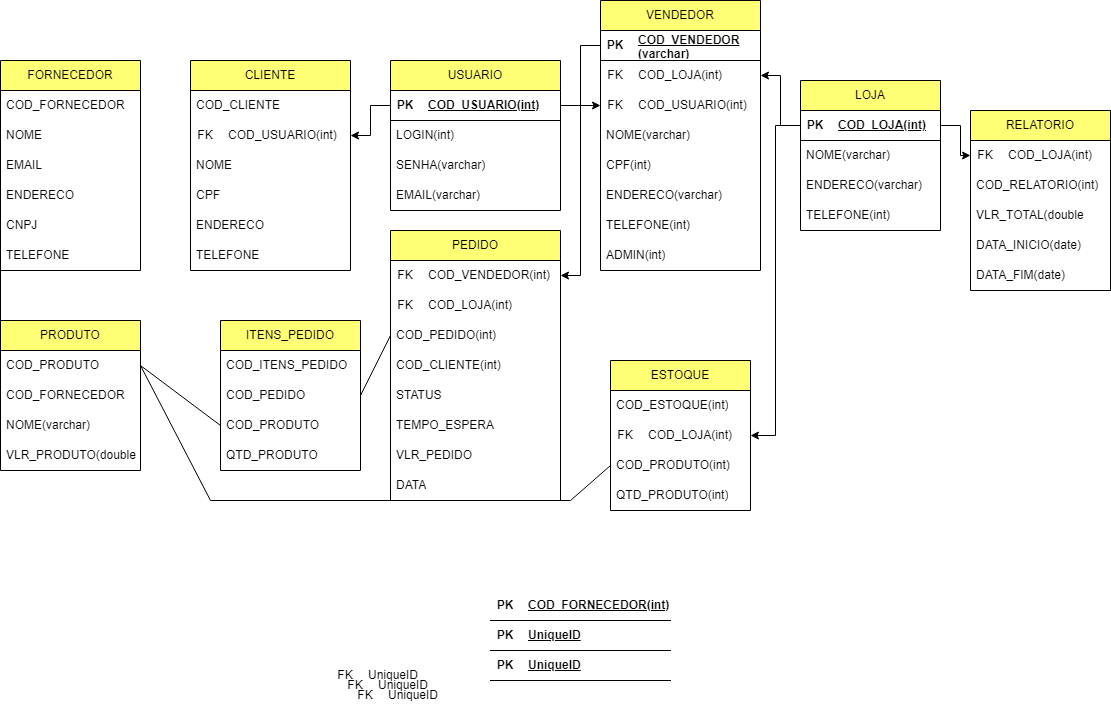 VENDEDOR
PK COD_VENDEDOR
(varchar)
FK COD_LOJA(int)
FK COD_USUARIO(int)
NOME(varchar)
CPF(int)
ENDERECO(varchar)
TELEFONE(int)
ADMIN(int)
FORNECEDOR
COD_FORNECEDOR
NOME
EMAIL
ENDERECO
CNPJ
TELEFONE
CLIENTE
COD_CLIENTE
FK COD_USUARIO(int)
NOME
CPF
ENDERECO
TELEFONE
USUARIO
PK COD_USUARIO(int)
LOGIN(int)
SENHA(varchar)
EMAIL(varchar)
LOJA
PK COD_LOJA(int)
NOME(varchar)
ENDERECO(varchar)
TELEFONE(int)
RELATORIO
FK COD_LOJA(int)
COD_RELATORIO(int)
VLR_TOTAL(double
DATA_INICIO(date)
DATA_FIM(date)
PEDIDO
FK COD_VENDEDOR(int)
FK COD_LOJA(int)
COD_PEDIDO(int)
COD_CLIENTE(int)
STATUS
TEMPO_ESPERA
VLR_PEDIDO
DATA
PRODUTO
COD_PRODUTO
COD_FORNECEDOR
NOME(varchar)
VLR_PRODUTO(double
ITENS_PEDIDO
COD_ITENS_PEDIDO
COD_PEDIDO
COD_PRODUTO
QTD_PRODUTO
ESTOQUE
COD_ESTOQUE(int)
FK COD_LOJA(int)
COD_PRODUTO(int)
QTD_PRODUTO(int)
PK COD_FORNECEDOR(int)
PK UniqueID
PK UniqueID
FK UniqueID
FK UniqueID
FK UniqueID